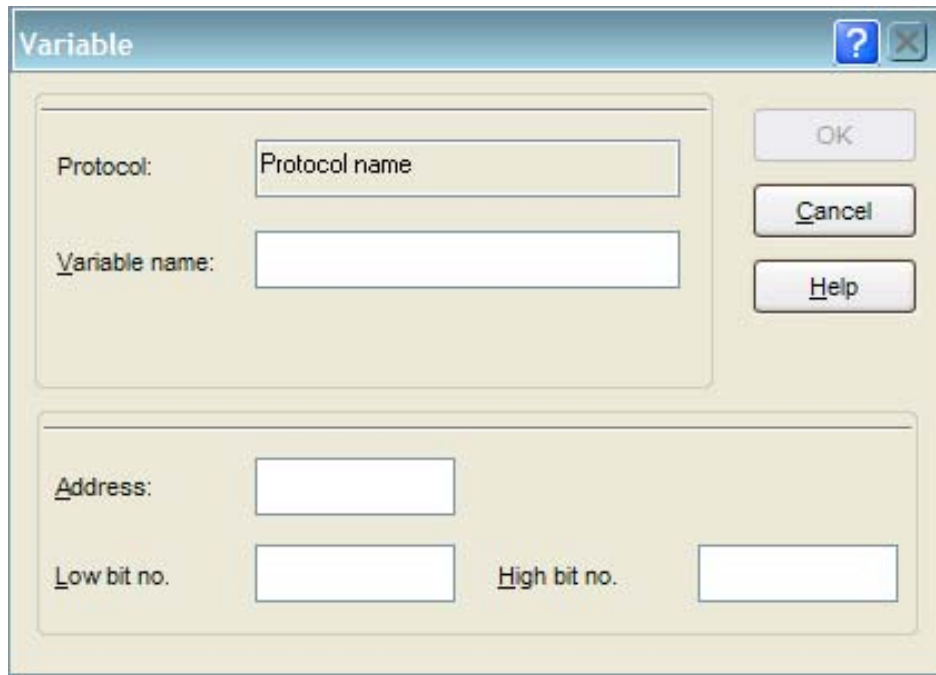 Variable
?
Protocol: Protocol name
OK
Variable name:
Cancel
Help
Address:
Low bit no. High bit no.